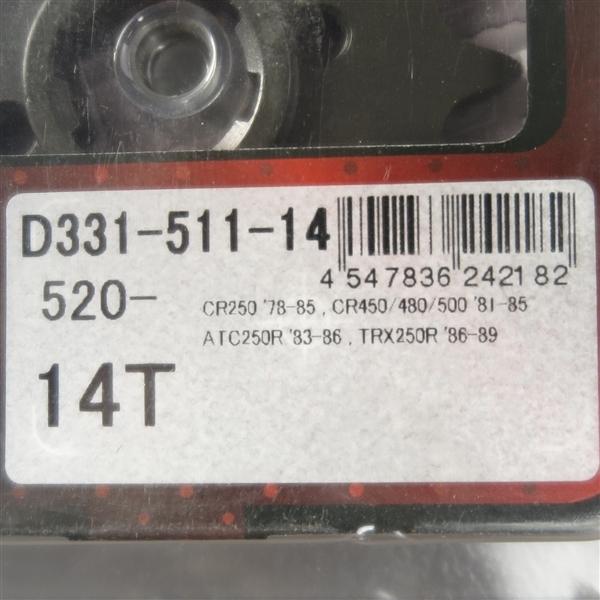 D331-511-14
4 547836 242182
520-
CR250 '78-85 , CR450/480/500 '81-85
ATC250R '83-86 , TRX250R '86-89
14T